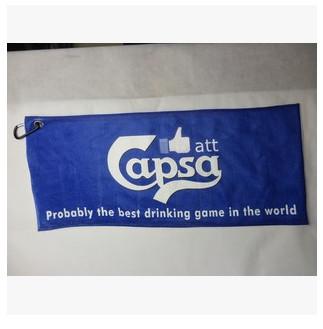 att
Capsa
Probably the best drinking game in the world